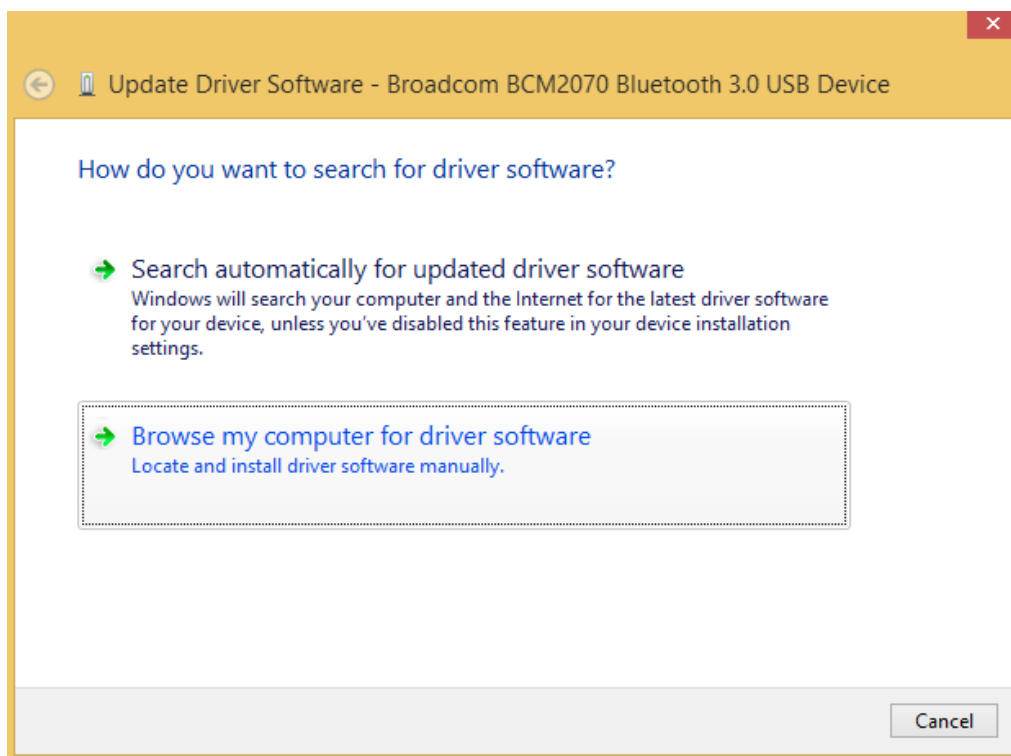 Update Driver Software - Broadcom BCM2070 Bluetooth 3.0 USB Device
How do you want to search for driver software?
Search automatically for updated driver software
Windows will search your computer and the Internet for the latest driver software
for your device, unless you've disabled this feature in your device installation
settings.
Browse my computer for driver software
Locate and install driver software manually.
Cancel